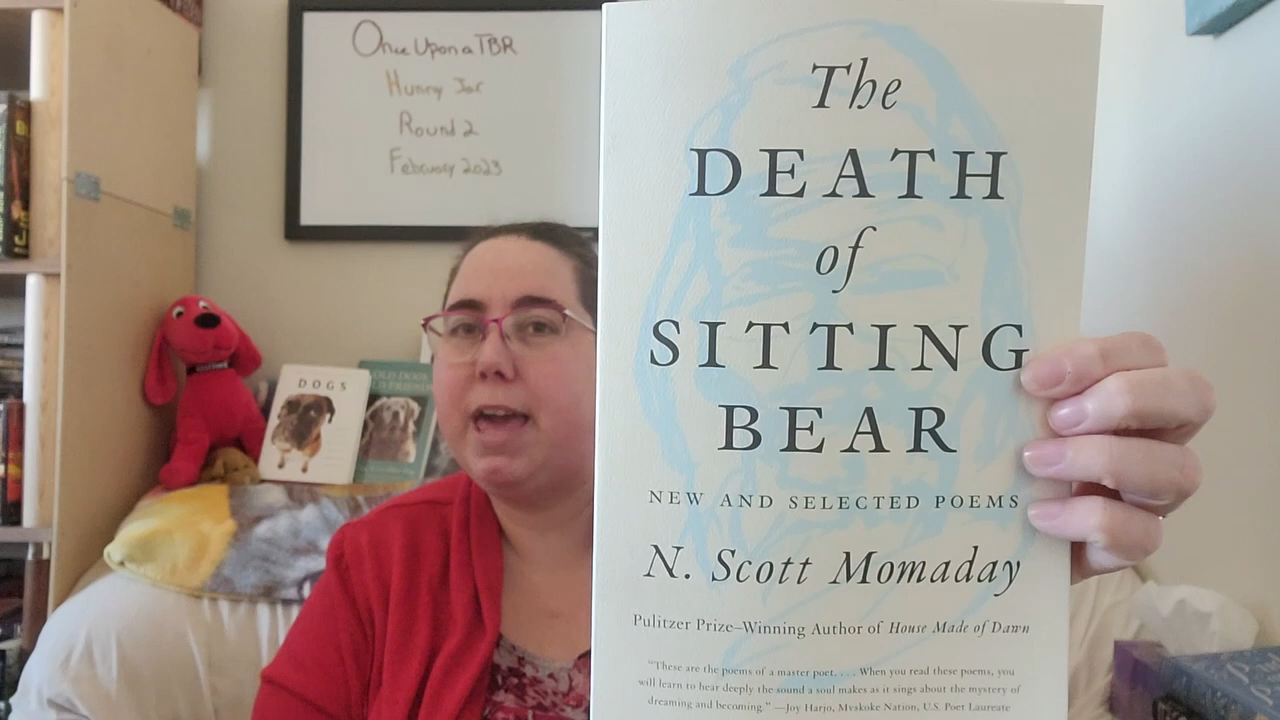 Once Upon a TBR
Hunny Jar
Round 2
February 2023
The
DEATH
of
SITTING
BEAR
NEW AND SELECTED POEMS
N. Scott Momaday
Pulitzer Prize–Winning Author of House Made of Dawn
“These are the poems of a master poet. . . . When you read these poems, you
will learn to hear deeply the sound a soul makes as it sings about the mystery of
dreaming and becoming.” —Joy Harjo, Mvskoke Nation, U.S. Poet Laureate
DOGS
OLD DOGS